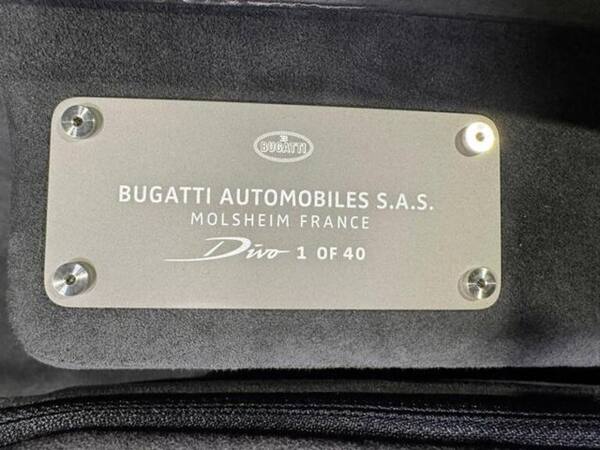 BUGATTI
BUGATTI AUTOMOBILES S.A.S.
MOLSHEIM FRANCE
Divo 1 OF 40